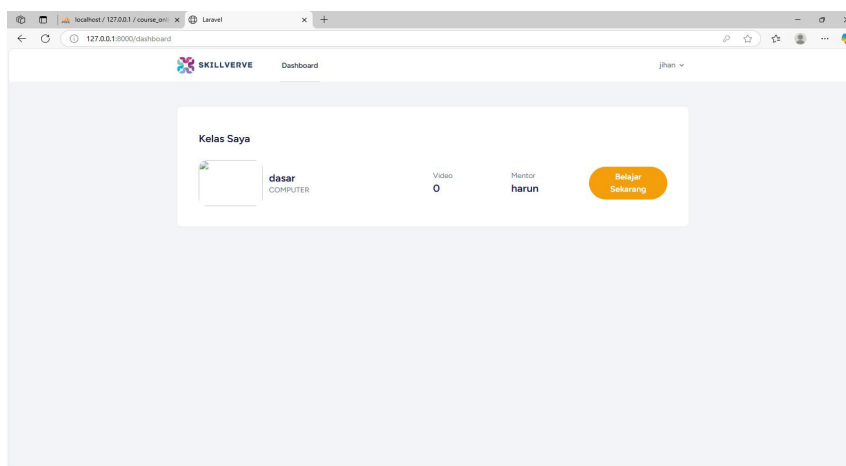 localhost / 127.0.0.1 / course_onli
Laravel
127.0.0.1:8000/dashboard
SKILLVERVE
Dashboard
jihan
Kelas Saya
dasar
COMPUTER
Video
0
Mentor
harun
Belajar
Sekarang